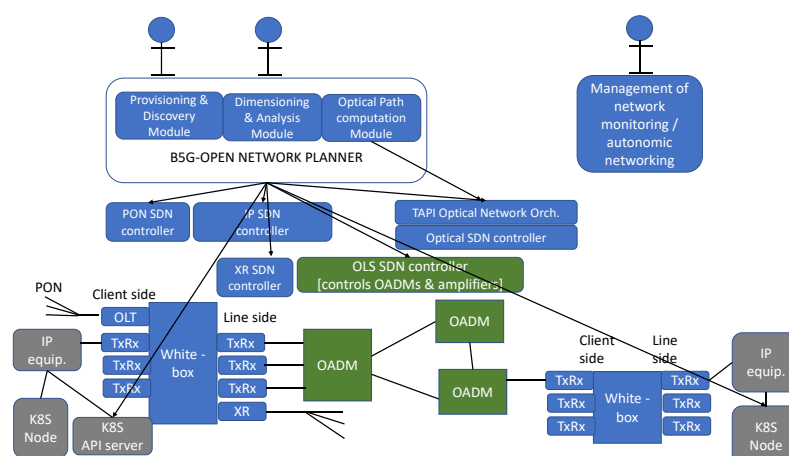 Provisioning &
Discovery
Module
Dimensioning
& Analysis
Module
Optical Path
computation
Module
B5G-OPEN NETWORK PLANNER
Management of
network
monitoring /
autonomic
networking
PON SDN
controller
IP SDN
controller
TAPI Optical Network Orch.
Optical SDN controller
XR SDN
controller
OLS SDN controller
[controls OADMs & amplifiers]
PON
Client side
Line side
OLT
TxRx
TxRx
TxRx
White -
box
TxRx
TxRx
TxRx
XR
IP
equip.
K8S
Node
K8S
API server
OADM
OADM
OADM
Client
side
Line
side
TxRx
TxRx
TxRx
White -
box
TxRx
TxRx
TxRx
IP
equip.
K8S
Node